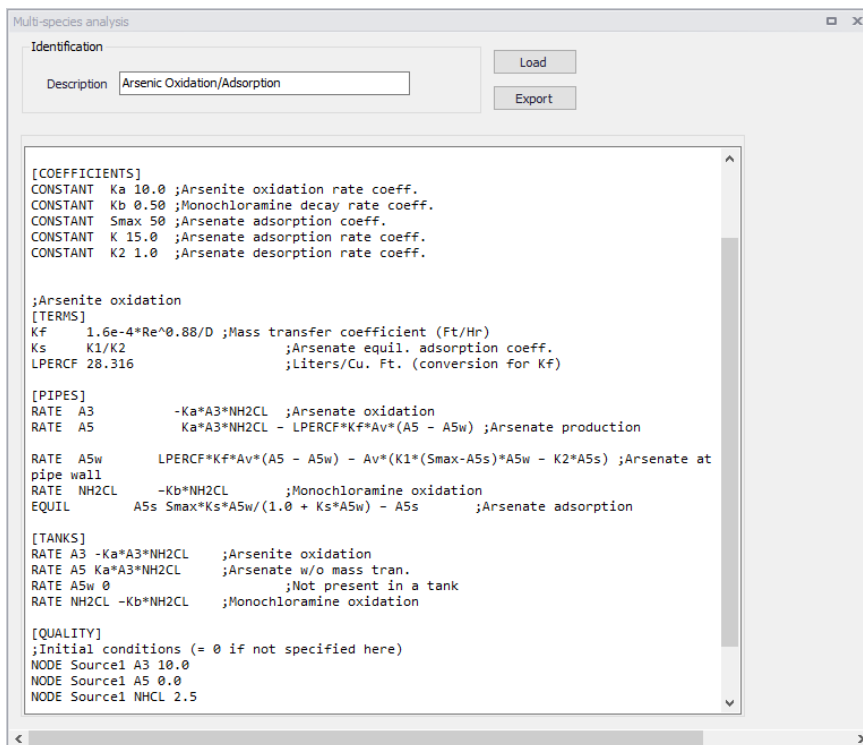 Multi-species analysis
Identification
Description Arsenic Oxidation/Adsorption
Load
Export
[COEFFICIENTS]
CONSTANT Ka 10.0 ;Arsenite oxidation rate coeff.
CONSTANT Kb 0.50 ;Monochloramine decay rate coeff.
CONSTANT Smax 50 ;Arsenate adsorption coeff.
CONSTANT K 15.0 ;Arsenate adsorption rate coeff.
CONSTANT K2 1.0 ;Arsenate desorption rate coeff.
;Arsenite oxidation
[TERMS]
Kf 1.6e-4*Re^0.88/D ;Mass transfer coefficient (Ft/Hr)
Ks K1/K2 ;Arsenate equil. adsorption coeff.
LPERCF 28.316 ;Liters/Cu. Ft. (conversion for Kf)
[PIPES]
RATE A3 -Ka*A3*NH2CL ;Arsenate oxidation
RATE A5 Ka*A3*NH2CL – LPERCF*Kf*Av*(A5 – A5w) ;Arsenate production
RATE A5w LPERCF*Kf*Av*(A5 – A5w) – Av*(K1*(Smax-A5s)*A5w – K2*A5s) ;Arsenate at
pipe wall
RATE NH2CL –Kb*NH2CL ;Monochloramine oxidation
EQUIL A5s Smax*Ks*A5w/(1.0 + Ks*A5w) – A5s ;Arsenate adsorption
[TANKS]
RATE A3 -Ka*A3*NH2CL ;Arsenite oxidation
RATE A5 Ka*A3*NH2CL ;Arsenate w/o mass tran.
RATE A5w 0 ;Not present in a tank
RATE NH2CL –Kb*NH2CL ;Monochloramine oxidation
[QUALITY]
;Initial conditions (= 0 if not specified here)
NODE Source1 A3 10.0
NODE Source1 A5 0.0
NODE Source1 NHCL 2.5